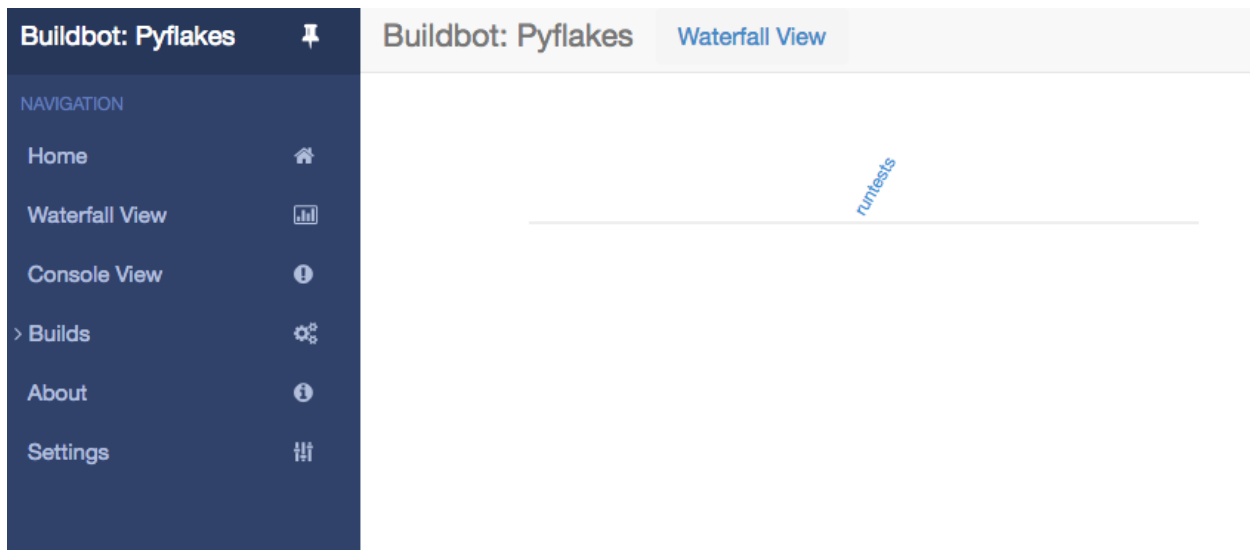 Buildbot: Pyflakes
NAVIGATION
Home
Waterfall View
Console View
> Builds
About
Settings
Buildbot: Pyflakes Waterfall View
runtests